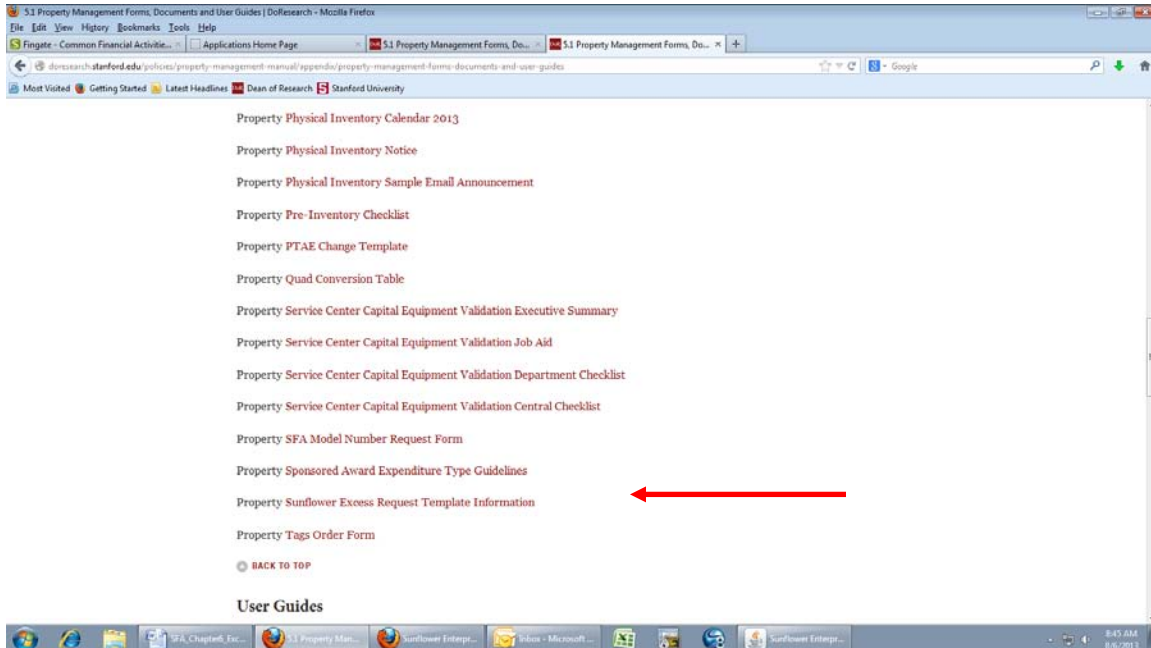 5.1 Property Management Forms, Documents and User Guides | DoResearch - Mozilla Firefox
File Edit View History Bookmarks Tools Help
Fingate - Common Financial Activitie... Applications Home Page 5.1 Property Management Forms, Do... 5.1 Property Management Forms, Do...
doresearch.stanford.edu/policies/property-management-manual/appendix/property-management-forms-documents-and-user-guides Google
Most Visited Getting Started Latest Headlines Dean of Research Stanford University
Property Physical Inventory Calendar 2013
Property Physical Inventory Notice
Property Physical Inventory Sample Email Announcement
Property Pre-Inventory Checklist
Property PTAE Change Template
Property Quad Conversion Table
Property Service Center Capital Equipment Validation Executive Summary
Property Service Center Capital Equipment Validation Job Aid
Property Service Center Capital Equipment Validation Department Checklist
Property Service Center Capital Equipment Validation Central Checklist
Property SFA Model Number Request Form
Property Sponsored Award Expenditure Type Guidelines
Property Sunflower Excess Request Template Information
Property Tags Order Form
BACK TO TOP
User Guides
SFA_Chapter6_Exc... 5.1 Property Man... Sunflower Enterpr... Inbox - Microsoft ... Sunflower Enterpr...
8:45 AM
8/6/2013